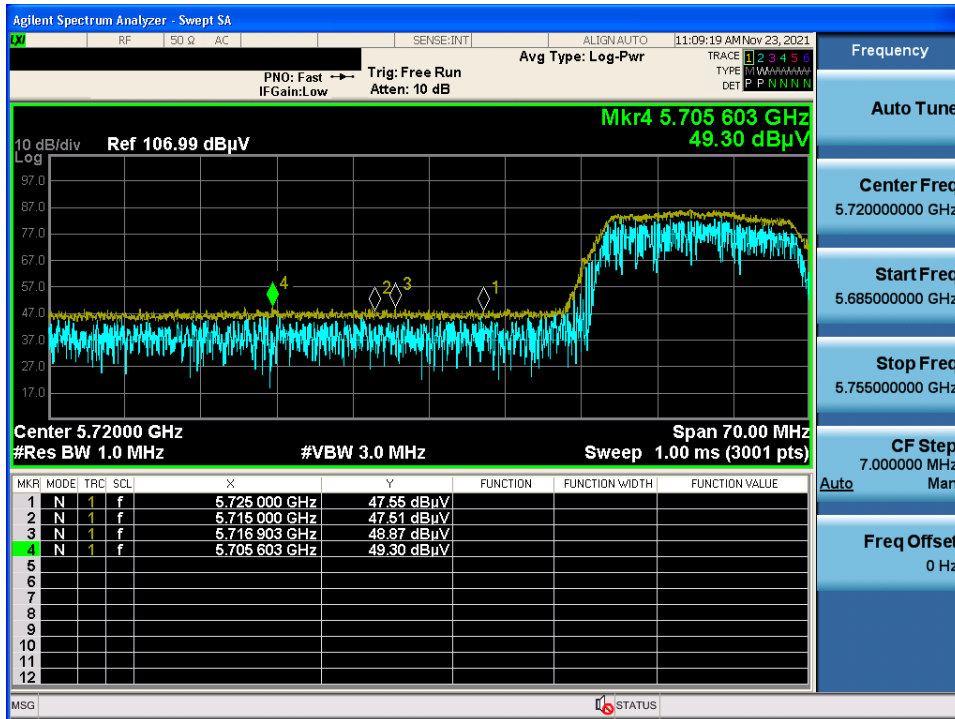 Agilent Spectrum Analyzer - Swept SA
LXI RF 50 Ω AC SENSE:INT ALIGN AUTO 11:09:19 AM Nov 23, 2021
Frequency
PNO: Fast Trig: Free Run Avg Type: Log-Pwr TRACE 1 2 3 4 5 6
IFGain:Low Atten: 10 dB TYPE M WWWWW
DET P P N N N N
Auto Tune
Mkr4 5.705 603 GHz
49.30 dBµV
10 dB/div Ref 106.99 dBµV
Log
97.0
87.0
77.0
67.0
57.0
47.0
37.0
27.0
17.0
4 2 3 1
Center 5.72000 GHz Span 70.00 MHz
#Res BW 1.0 MHz #VBW 3.0 MHz Sweep 1.00 ms (3001 pts)
Center Freq
5.720000000 GHz
Start Freq
5.685000000 GHz
Stop Freq
5.755000000 GHz
CF Step
7.000000 MHz
Auto Man
Freq Offset
0 Hz
MKR MODE TRC SCL X Y FUNCTION FUNCTION WIDTH FUNCTION VALUE
1 N 1 f 5.725 000 GHz 47.55 dBµV
2 N 1 f 5.715 000 GHz 47.51 dBµV
3 N 1 f 5.716 903 GHz 48.87 dBµV
4 N 1 f 5.705 603 GHz 49.30 dBµV
5
6
7
8
9
10
11
12
MSG STATUS